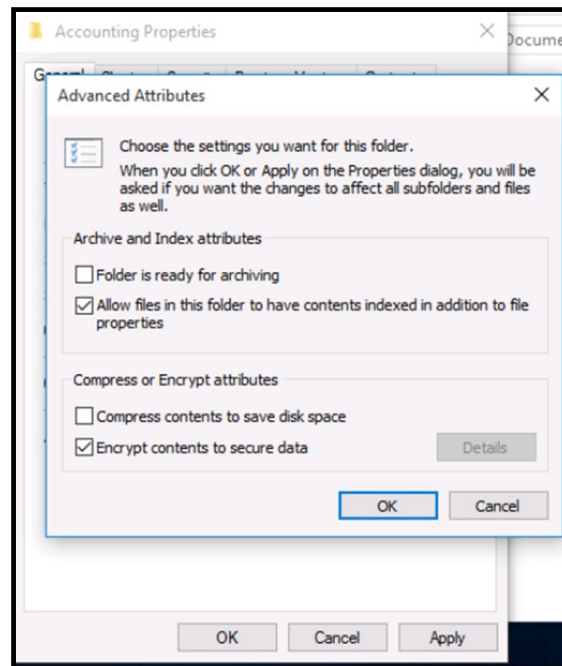 Accounting Properties
Docume
General
Advanced Attributes
Choose the settings you want for this folder.
When you click OK or Apply on the Properties dialog, you will be
asked if you want the changes to affect all subfolders and files
as well.
Archive and Index attributes
Folder is ready for archiving
Allow files in this folder to have contents indexed in addition to file
properties
Compress or Encrypt attributes
Compress contents to save disk space
Encrypt contents to secure data
Details
OK
Cancel
OK
Cancel
Apply